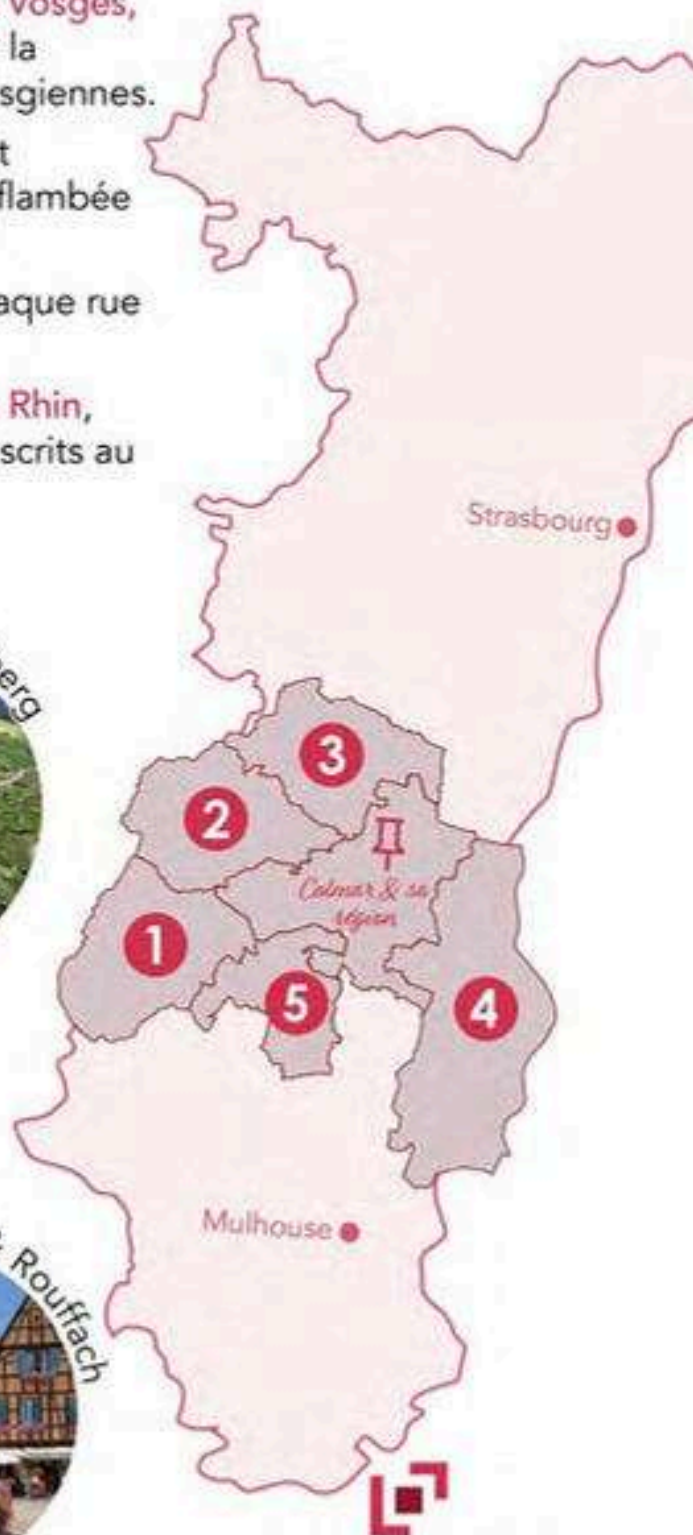 Vosges,
la
sgiennes.
t
flambée
aque rue
Rhin,
scrits au
Strasbourg
berg
3
2
Colmar & sa
région
1
5
4
Mulhouse
Rouffach